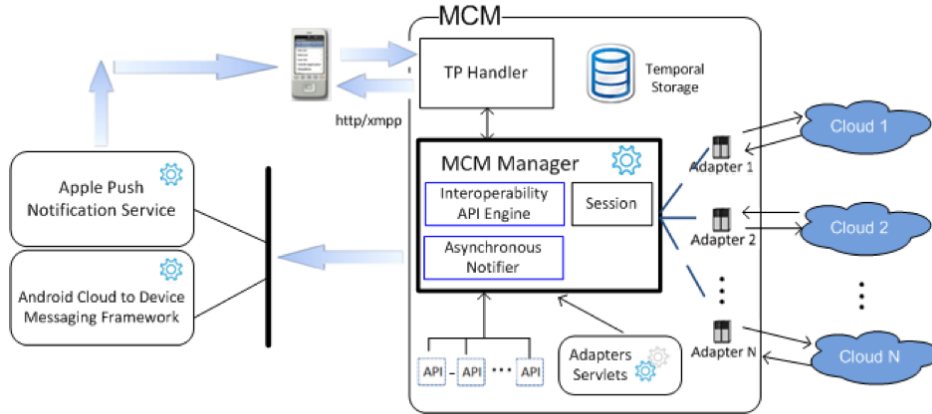 MCM
TP Handler
Temporal
Storage
http/xmpp
Cloud 1
MCM Manager
Adapter 1
Apple Push
Notification Service
Interoperability
API Engine
Session
Cloud 2
Adapter 2
Asynchronous
Notifier
Android Cloud to Device
Messaging Framework
Adapter N
Cloud N
API
API
API
Adapters
Servlets